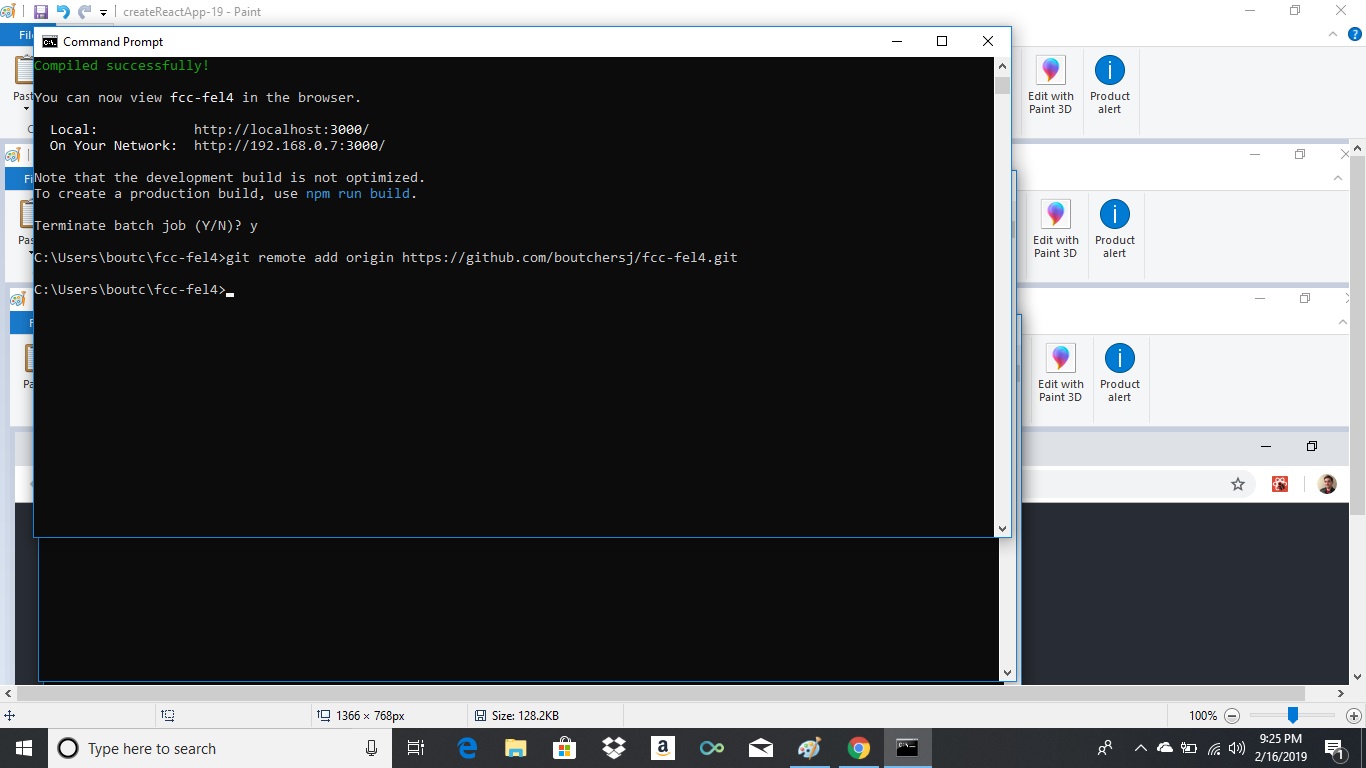 createReactApp-19 - Paint
Command Prompt
Compiled successfully!
You can now view fcc-fel4 in the browser.
Local: http://localhost:3000/
On Your Network: http://192.168.0.7:3000/
Note that the development build is not optimized.
To create a production build, use npm run build.
Terminate batch job (Y/N)? y
C:\Users\boutc\fcc-fel4>git remote add origin https://github.com/boutchersj/fcc-fel4.git
C:\Users\boutc\fcc-fel4>
Edit with
Paint 3D
Product
alert
Edit with
Paint 3D
Product
alert
Edit with
Paint 3D
Product
alert
1366 × 768px
Size: 128.2KB
100%
Type here to search
9:25 PM
2/16/2019
1